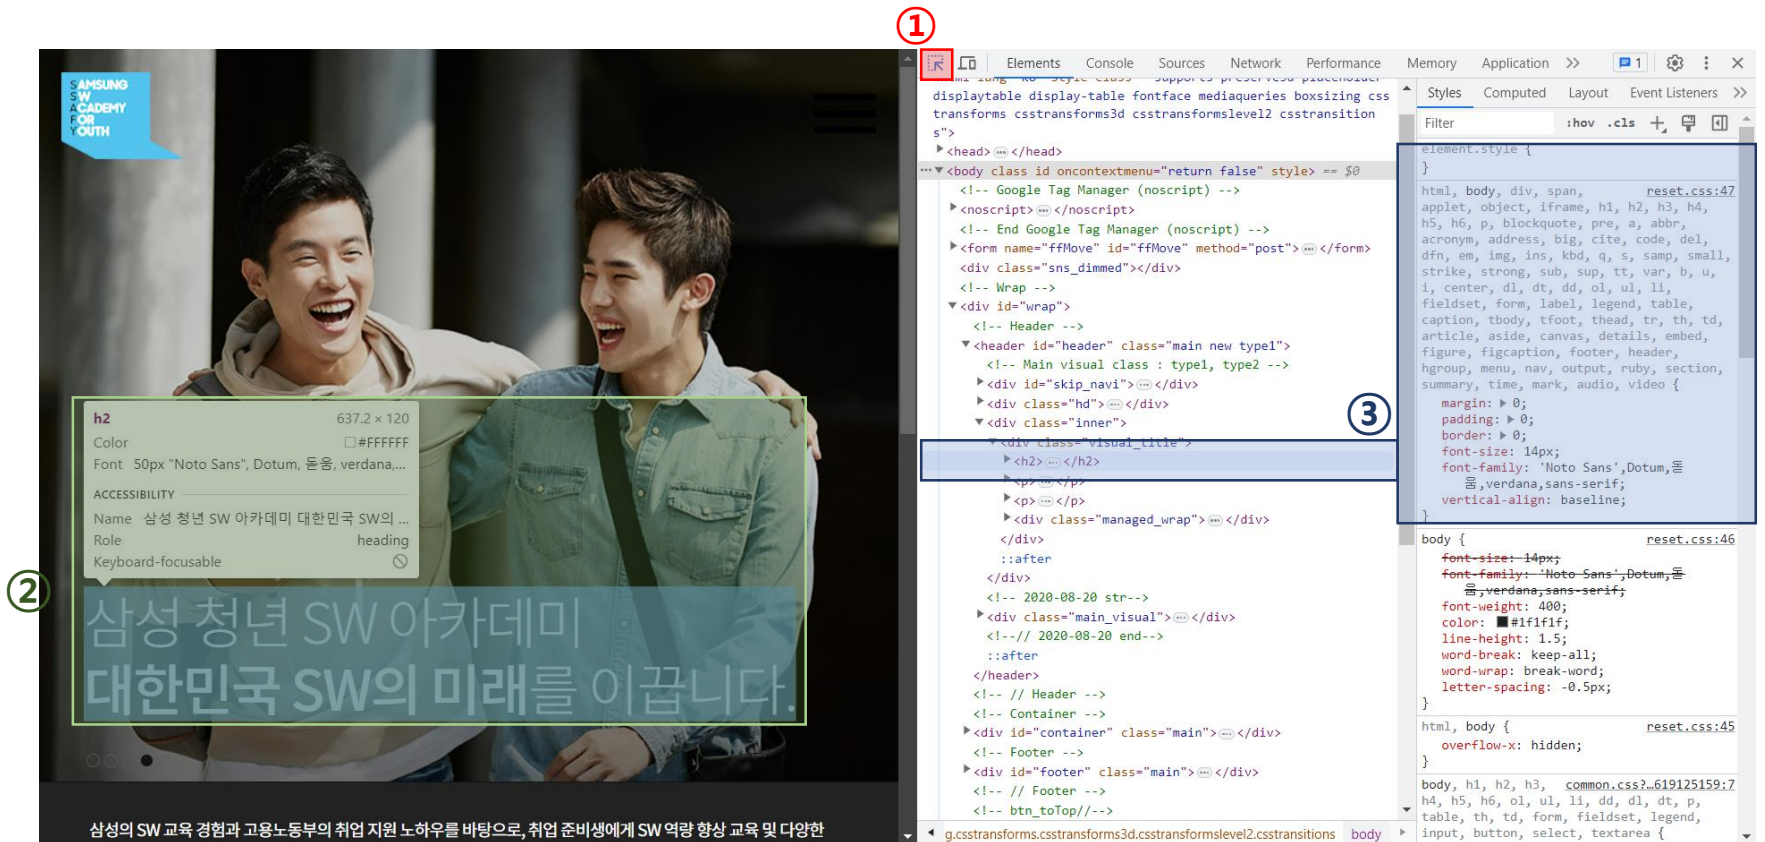 ①
SAMSUNG
SW
ACADEMY
FOR
YOUTH
h2 637.2 × 120
Color #FFFFFF
Font 50px "Noto Sans", Dotum, 돋움, verdana,...
ACCESSIBILITY
Name 삼성 청년 SW 아카데미 대한민국 SW의 ...
Role heading
Keyboard-focusable
②
삼성 청년 SW 아카데미
대한민국 SW의 미래를 이끕니다.
삼성의 SW 교육 경험과 고용노동부의 취업 지원 노하우를 바탕으로, 취업 준비생에게 SW 역량 향상 교육 및 다양한
Elements Console Sources Network Performance Memory Application >> 1
displaytable display-table fontface mediaqueries boxsizing css
transforms csstransforms3d csstransformslevel2 csstransition
s">
<head>…</head>
…<body class id oncontextmenu="return false" style> == $0
<!-- Google Tag Manager (noscript) -->
<noscript>…</noscript>
<!-- End Google Tag Manager (noscript) -->
<form name="ffMove" id="ffMove" method="post">…</form>
<div class="sns_dimmed"></div>
<!-- Wrap -->
<div id="wrap">
<!-- Header -->
<header id="header" class="main new type1">
<!-- Main visual class : type1, type2 -->
<div id="skip_navi">…</div>
<div class="hd">…</div>
<div class="inner">
<div class="visual_title">
<h2>…</h2>
<p>…</p>
<p>…</p>
<div class="managed_wrap">…</div>
</div>
::after
</div>
<!-- 2020-08-20 str-->
<div class="main_visual">…</div>
<!--// 2020-08-20 end-->
::after
</header>
<!-- // Header -->
<!-- Container -->
<div id="container" class="main">…</div>
<!-- Footer -->
<div id="footer" class="main">…</div>
<!-- // Footer -->
<!-- btn_toTop//-->
g.csstransforms.csstransforms3d.csstransformslevel2.csstransitions body
③
Styles Computed Layout Event Listeners >>
Filter :hov .cls +
element.style {
}
html, body, div, span, reset.css:47
applet, object, iframe, h1, h2, h3, h4,
h5, h6, p, blockquote, pre, a, abbr,
acronym, address, big, cite, code, del,
dfn, em, img, ins, kbd, q, s, samp, small,
strike, strong, sub, sup, tt, var, b, u,
i, center, dl, dt, dd, ol, ul, li,
fieldset, form, label, legend, table,
caption, tbody, tfoot, thead, tr, th, td,
article, aside, canvas, details, embed,
figure, figcaption, footer, header,
hgroup, menu, nav, output, ruby, section,
summary, time, mark, audio, video {
margin: 0;
padding: 0;
border: 0;
font-size: 14px;
font-family: 'Noto Sans',Dotum,돋
움,verdana,sans-serif;
vertical-align: baseline;
}
body { reset.css:46
font-size: 14px;
font-family: 'Noto Sans',Dotum,돋
움,verdana,sans-serif;
font-weight: 400;
color: #1f1f1f;
line-height: 1.5;
word-break: keep-all;
word-wrap: break-word;
letter-spacing: -0.5px;
}
html, body { reset.css:45
overflow-x: hidden;
}
body, h1, h2, h3, common.css?…619125159:7
h4, h5, h6, ol, ul, li, dd, dl, dt, p,
table, th, td, form, fieldset, legend,
input, button, select, textarea {